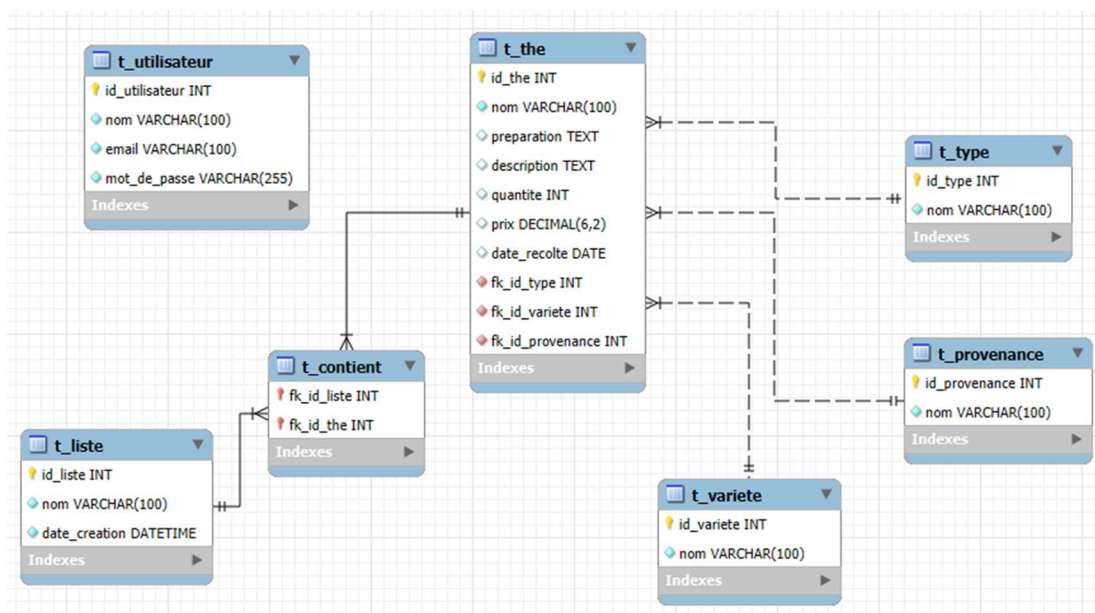 t_utilisateur
id_utilisateur INT
nom VARCHAR(100)
email VARCHAR(100)
mot_de_passe VARCHAR(255)
Indexes
t_the
id_the INT
nom VARCHAR(100)
preparation TEXT
description TEXT
quantite INT
prix DECIMAL(6,2)
date_recolte DATE
fk_id_type INT
fk_id_variete INT
fk_id_provenance INT
Indexes
t_type
id_type INT
nom VARCHAR(100)
Indexes
t_contient
fk_id_liste INT
fk_id_the INT
Indexes
t_provenance
id_provenance INT
nom VARCHAR(100)
Indexes
t_liste
id_liste INT
nom VARCHAR(100)
date_creation DATETIME
Indexes
t_variete
id_variete INT
nom VARCHAR(100)
Indexes